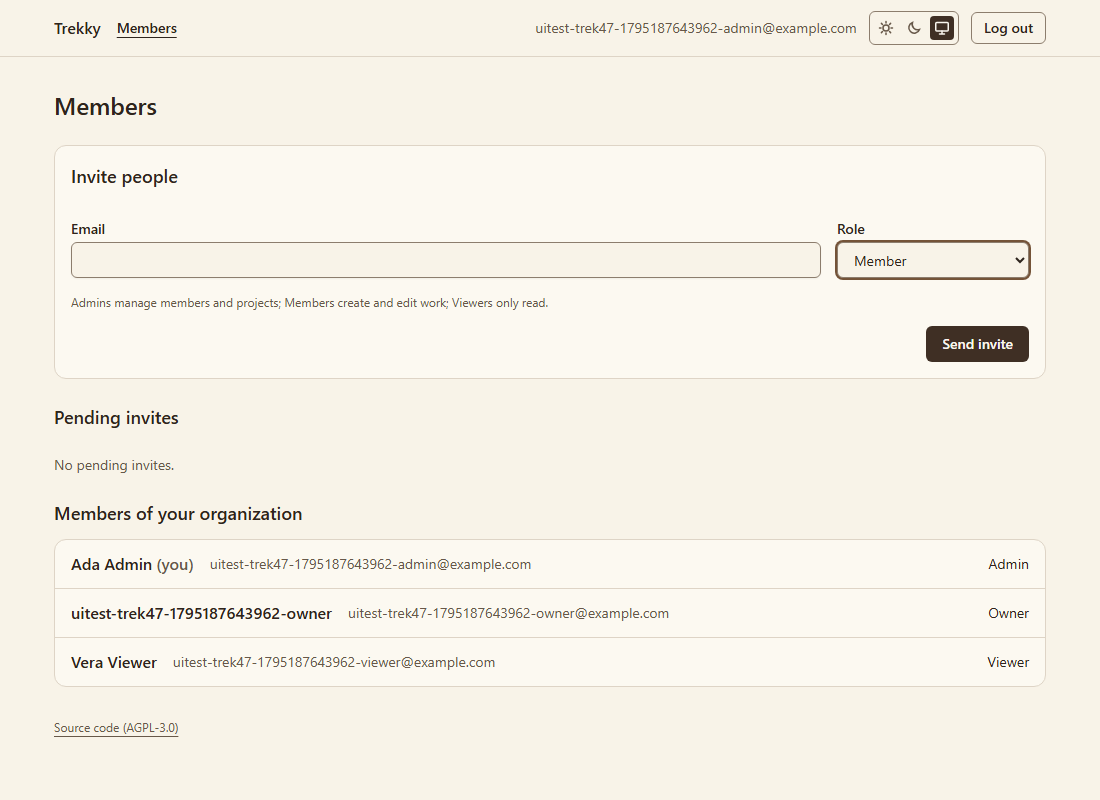 Trekky Members uitest-trek47-1795187643962-admin@example.com Log out
Members
Invite people
Email Role
Member
Admins manage members and projects; Members create and edit work; Viewers only read.
Send invite
Pending invites
No pending invites.
Members of your organization
Ada Admin (you) uitest-trek47-1795187643962-admin@example.com Admin
uitest-trek47-1795187643962-owner uitest-trek47-1795187643962-owner@example.com Owner
Vera Viewer uitest-trek47-1795187643962-viewer@example.com Viewer
Source code (AGPL-3.0)